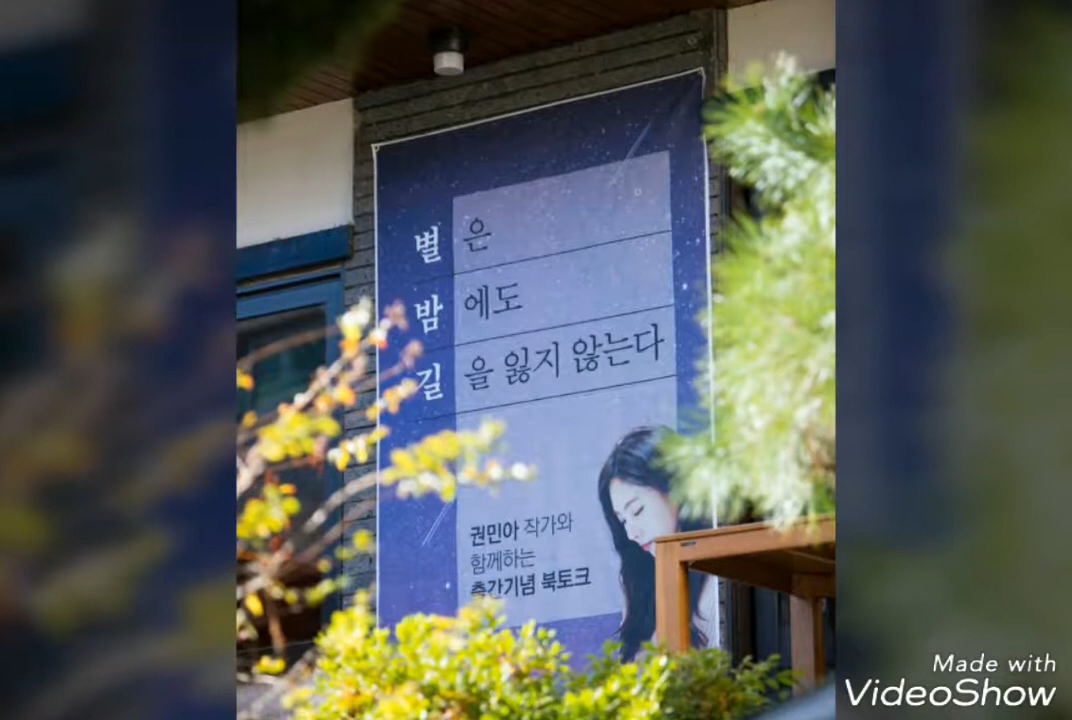 별은
밤에도
길을 잃지 않는다
권민아 작가와
함께하는
출간기념 북토크
Made with
VideoShow